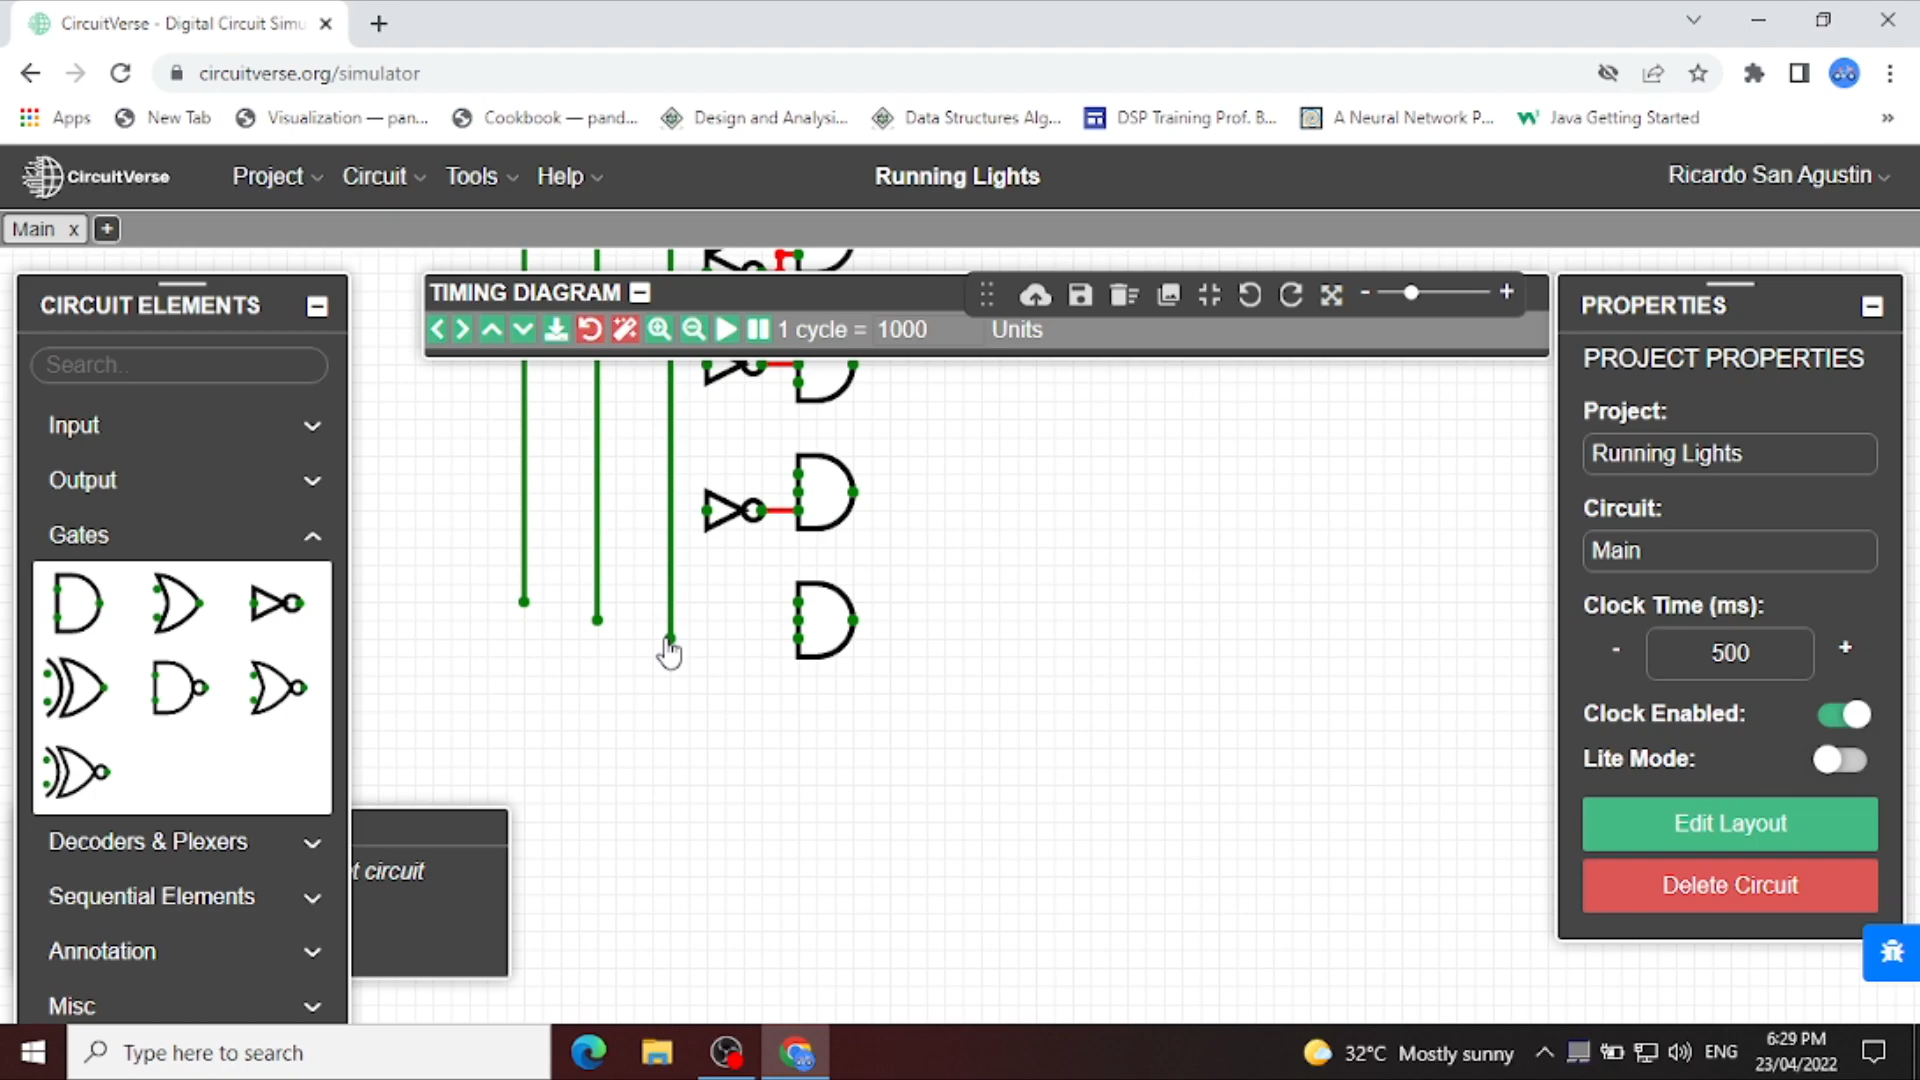 CircuitVerse - Digital Circuit Simu
circuitverse.org/simulator
Apps New Tab Visualization — pan... Cookbook — pand... Design and Analysi... Data Structures Alg... DSP Training Prof. B... A Neural Network P... Java Getting Started »
CircuitVerse Project Circuit Tools Help Running Lights Ricardo San Agustin
Main x +
CIRCUIT ELEMENTS
Search..
Input
Output
Gates
Decoders & Plexers
Sequential Elements
Annotation
Misc
TIMING DIAGRAM
1 cycle = 1000 Units
t circuit
PROPERTIES
PROJECT PROPERTIES
Project:
Running Lights
Circuit:
Main
Clock Time (ms):
- 500 +
Clock Enabled:
Lite Mode:
Edit Layout
Delete Circuit
Type here to search
32°C Mostly sunny
ENG
6:29 PM
23/04/2022